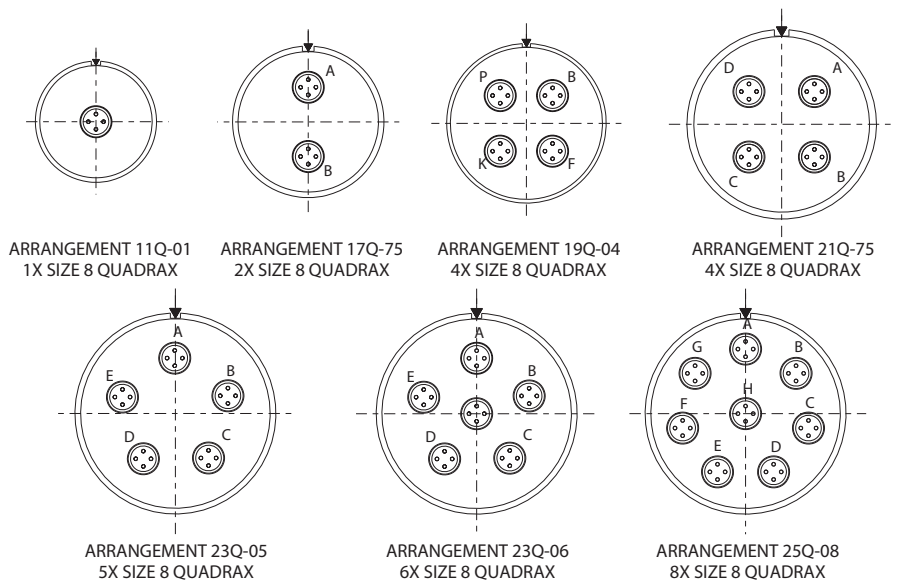 P
B
K
F
A
B
D
A
C
B
ARRANGEMENT 11Q-01
1X SIZE 8 QUADRAX
ARRANGEMENT 17Q-75
2X SIZE 8 QUADRAX
ARRANGEMENT 19Q-04
4X SIZE 8 QUADRAX
ARRANGEMENT 21Q-75
4X SIZE 8 QUADRAX
A
E
B
D
C
A
E
B
D
C
A
G
B
H
F
C
E
D
ARRANGEMENT 23Q-05
5X SIZE 8 QUADRAX
ARRANGEMENT 23Q-06
6X SIZE 8 QUADRAX
ARRANGEMENT 25Q-08
8X SIZE 8 QUADRAX